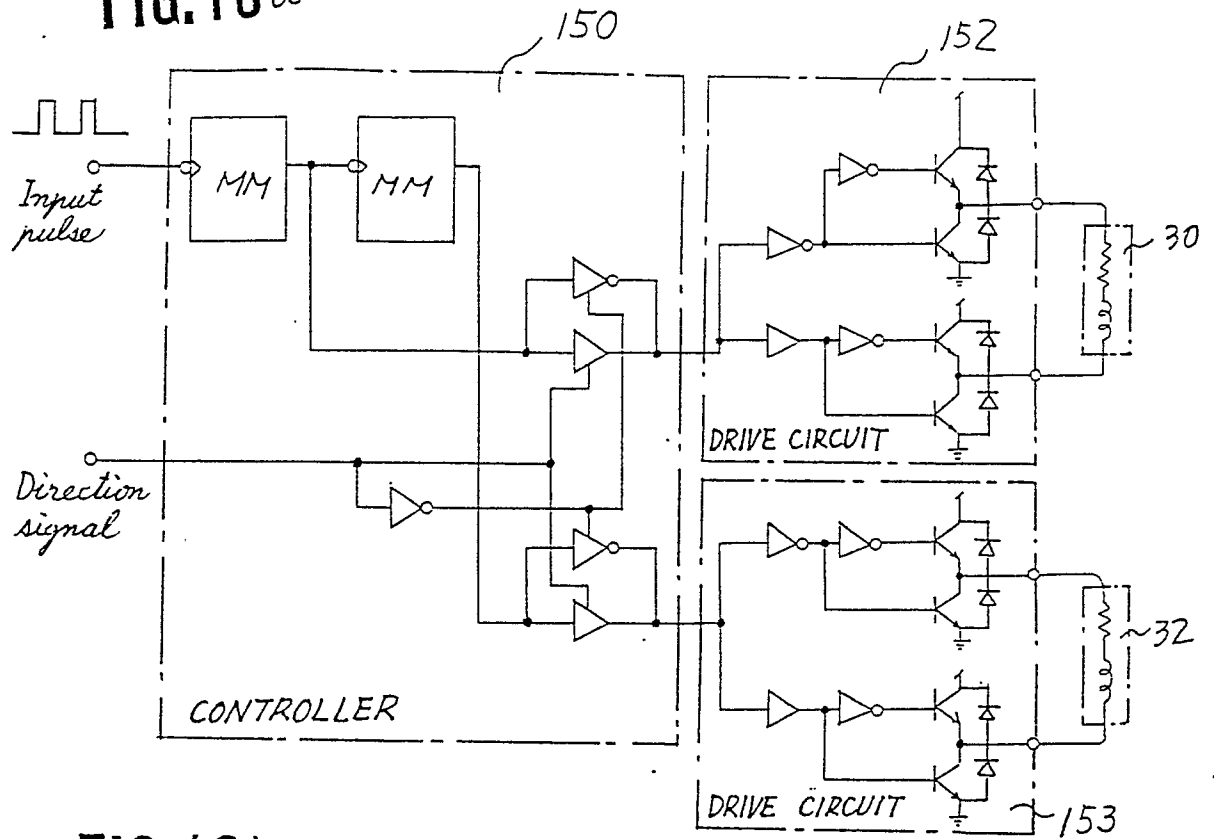 150
152
MM
MM
Input
pulse
30
DRIVE CIRCUIT
Direction
signal
32
CONTROLLER
DRIVE CIRCUIT
153